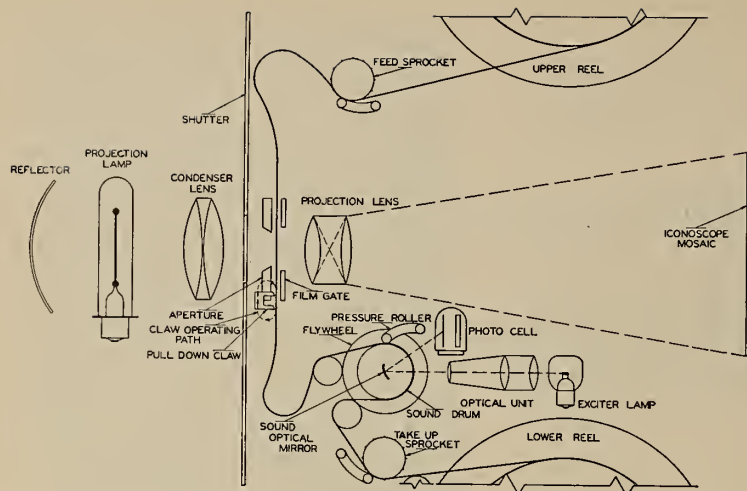 FEED SPROCKET
UPPER REEL
SHUTTER
PROJECTION
LAMP
REFLECTOR
CONDENSER
LENS
PROJECTION LENS
ICONOSCOPE
MOSAIC
APERTURE
FILM GATE
CLAW OPERATING
PATH
PULL DOWN CLAW
PRESSURE ROLLER
FLYWHEEL
PHOTO CELL
OPTICAL UNIT
EXCITER LAMP
SOUND
DRUM
SOUND
OPTICAL
MIRROR
TAKE UP
SPROCKET
LOWER REEL